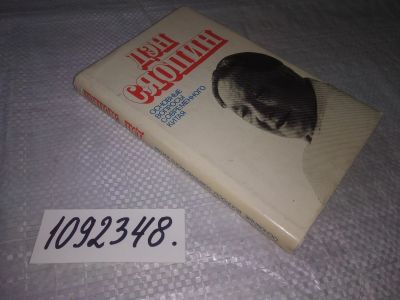 ДЭН
СЯОПИН
ОСНОВНЫЕ
ВОПРОСЫ
СОВРЕМЕННОГО
КИТАЯ
1092348.